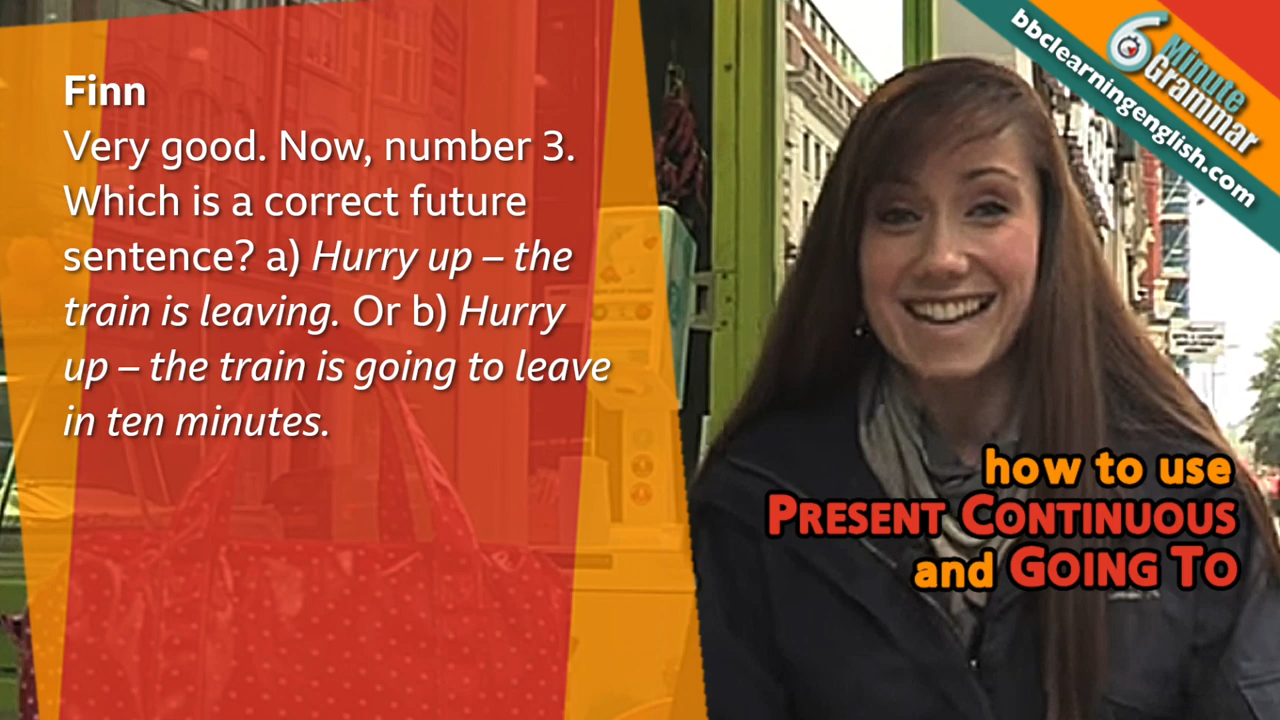 Finn
Very good. Now, number 3.
Which is a correct future
sentence? a) Hurry up – the
train is leaving. Or b) Hurry
up – the train is going to leave
in ten minutes.
bbclearningenglish.com
6 Minute
Grammar
how to use
PRESENT CONTINUOUS
and GOING TO